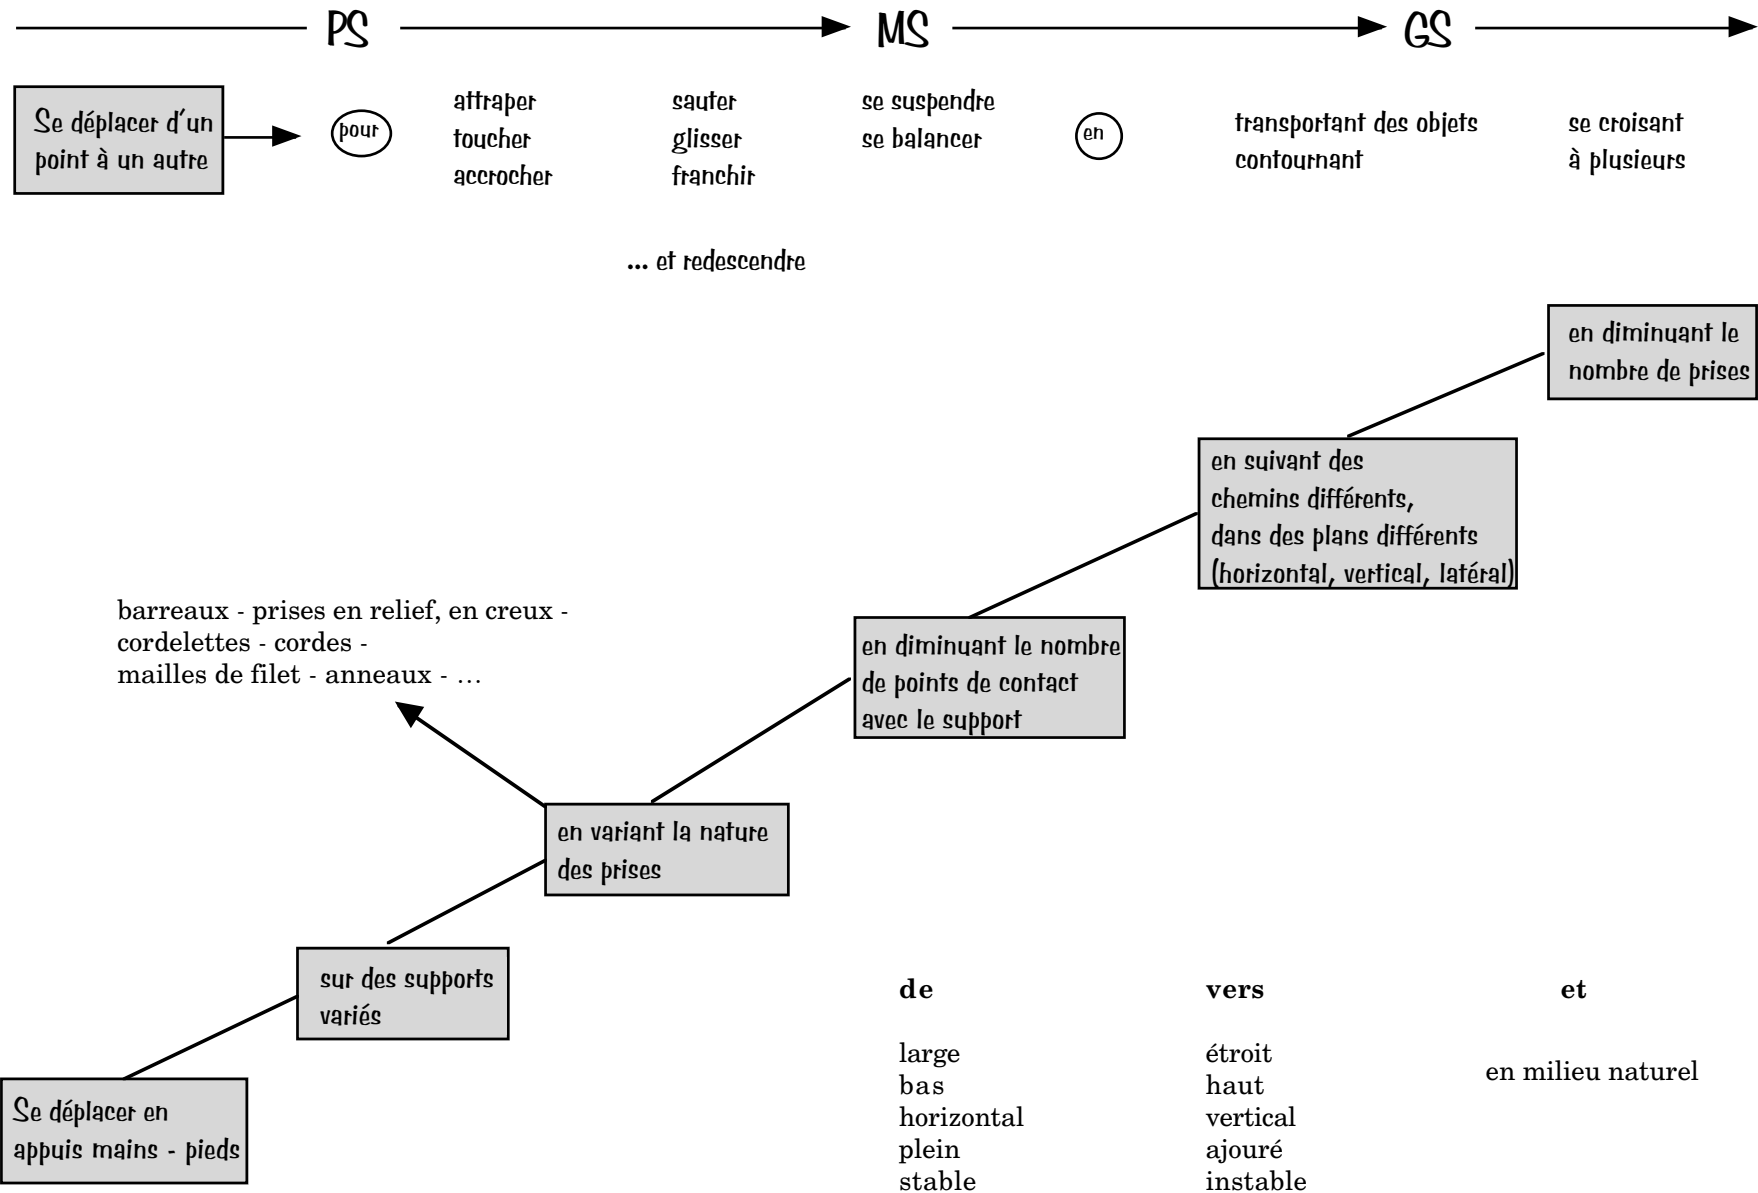 PS
MS
GS
Se déplacer d'un
point à un autre
pour
attraper
toucher
accrocher
sauter
glisser
franchir
se suspendre
se balancer
en
transportant des objets
contournant
se croisant
à plusieurs
... et redescendre
en diminuant le
nombre de prises
en suivant des
chemins différents,
dans des plans différents
(horizontal, vertical, latéral)
barreaux - prises en relief, en creux -
cordelettes - cordes -
mailles de filet - anneaux - …
en diminuant le nombre
de points de contact
avec le support
en variant la nature
des prises
sur des supports
variés
Se déplacer en
appuis mains - pieds
de
large
bas
horizontal
plein
stable
vers
étroit
haut
vertical
ajouré
instable
et
en milieu naturel